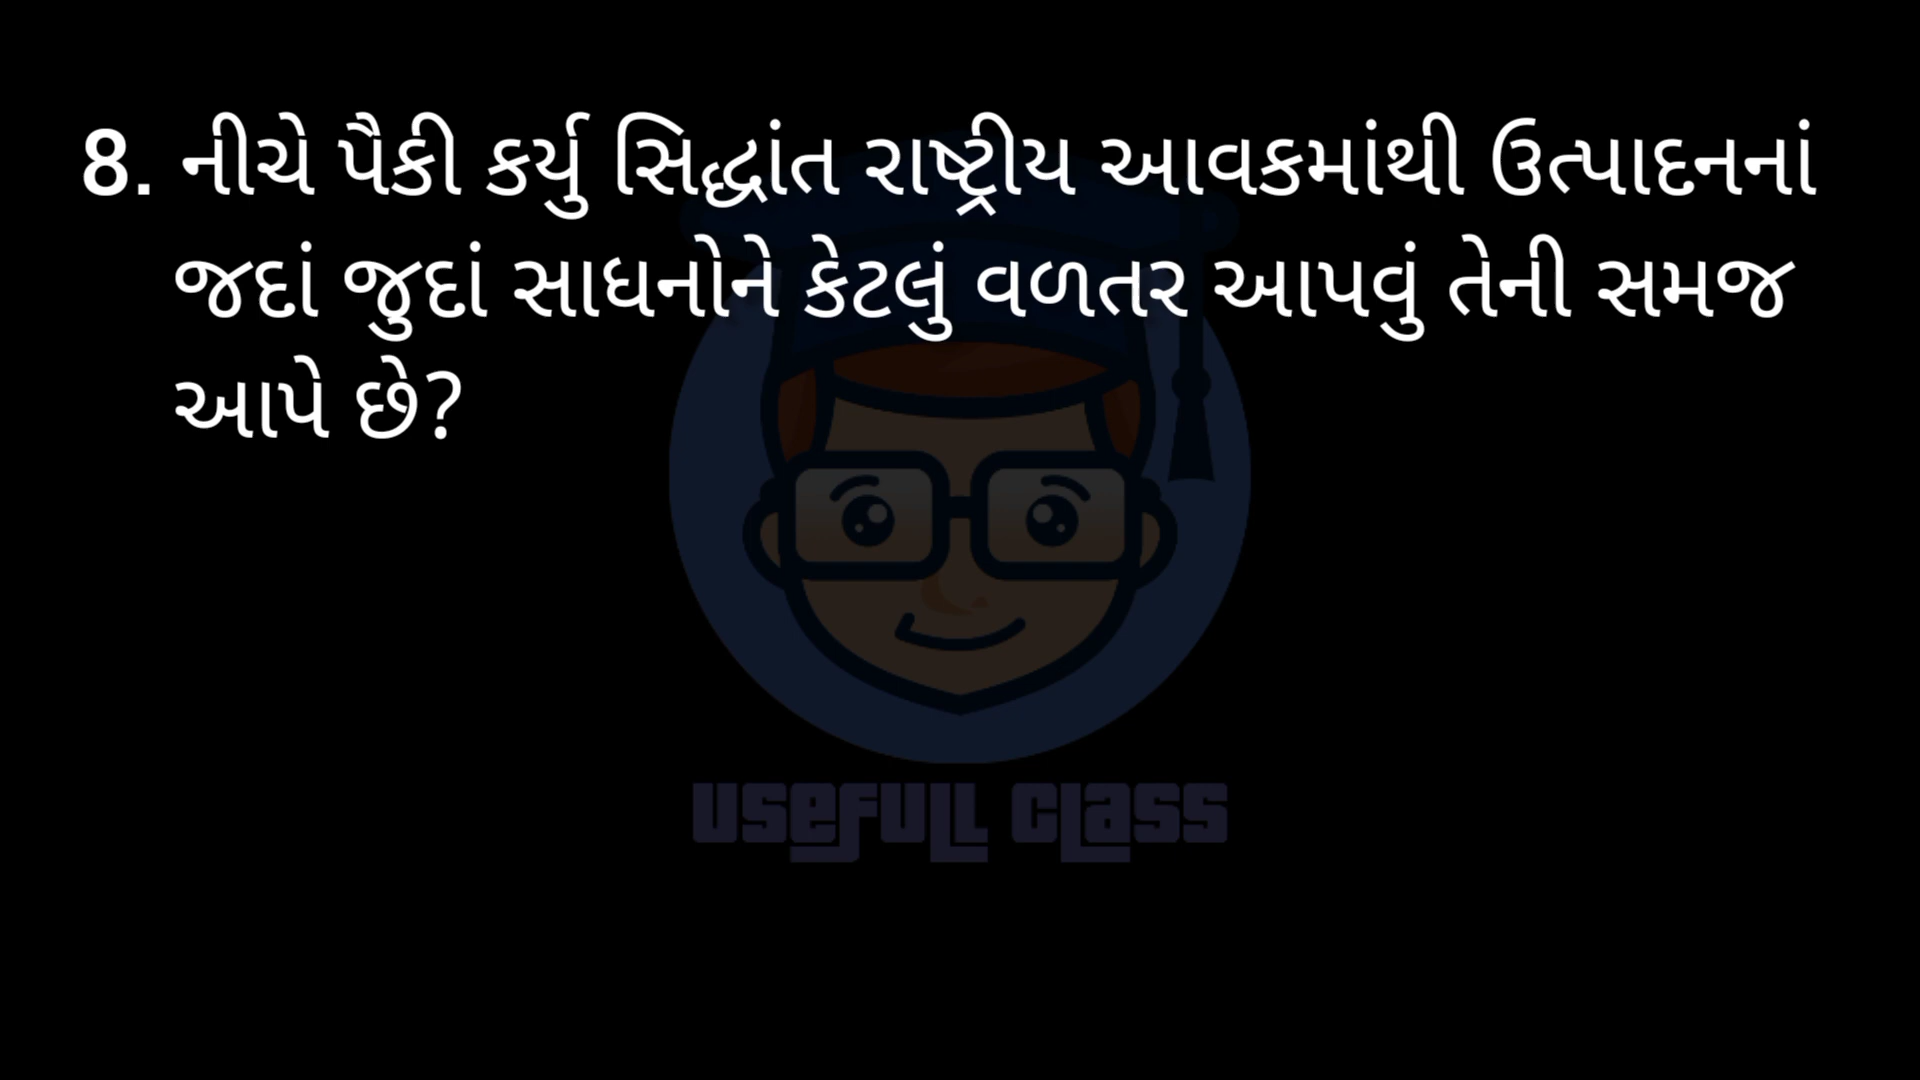 8. નીચે પૈકી કર્યુ સિદ્ધાંત રાષ્ટ્રીય આવકમાંથી ઉત્પાદનનાં
જદાં જુદાં સાધનોને કેટલું વળતર આપવું તેની સમજ
આપે છે?
USEFULL CLASS